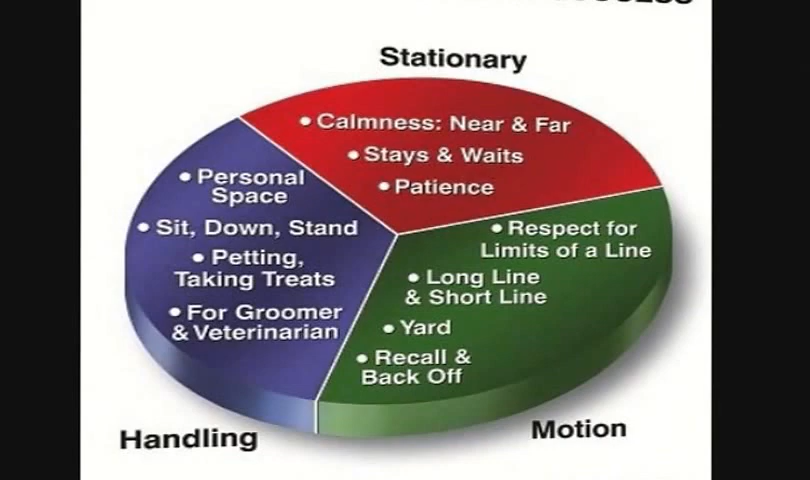 Stationary
• Calmness: Near & Far
• Stays & Waits
• Patience
• Personal
Space
• Sit, Down, Stand
• Petting,
Taking Treats
• For Groomer
& Veterinarian
• Respect for
Limits of a Line
• Long Line
& Short Line
• Yard
• Recall &
Back Off
Handling
Motion